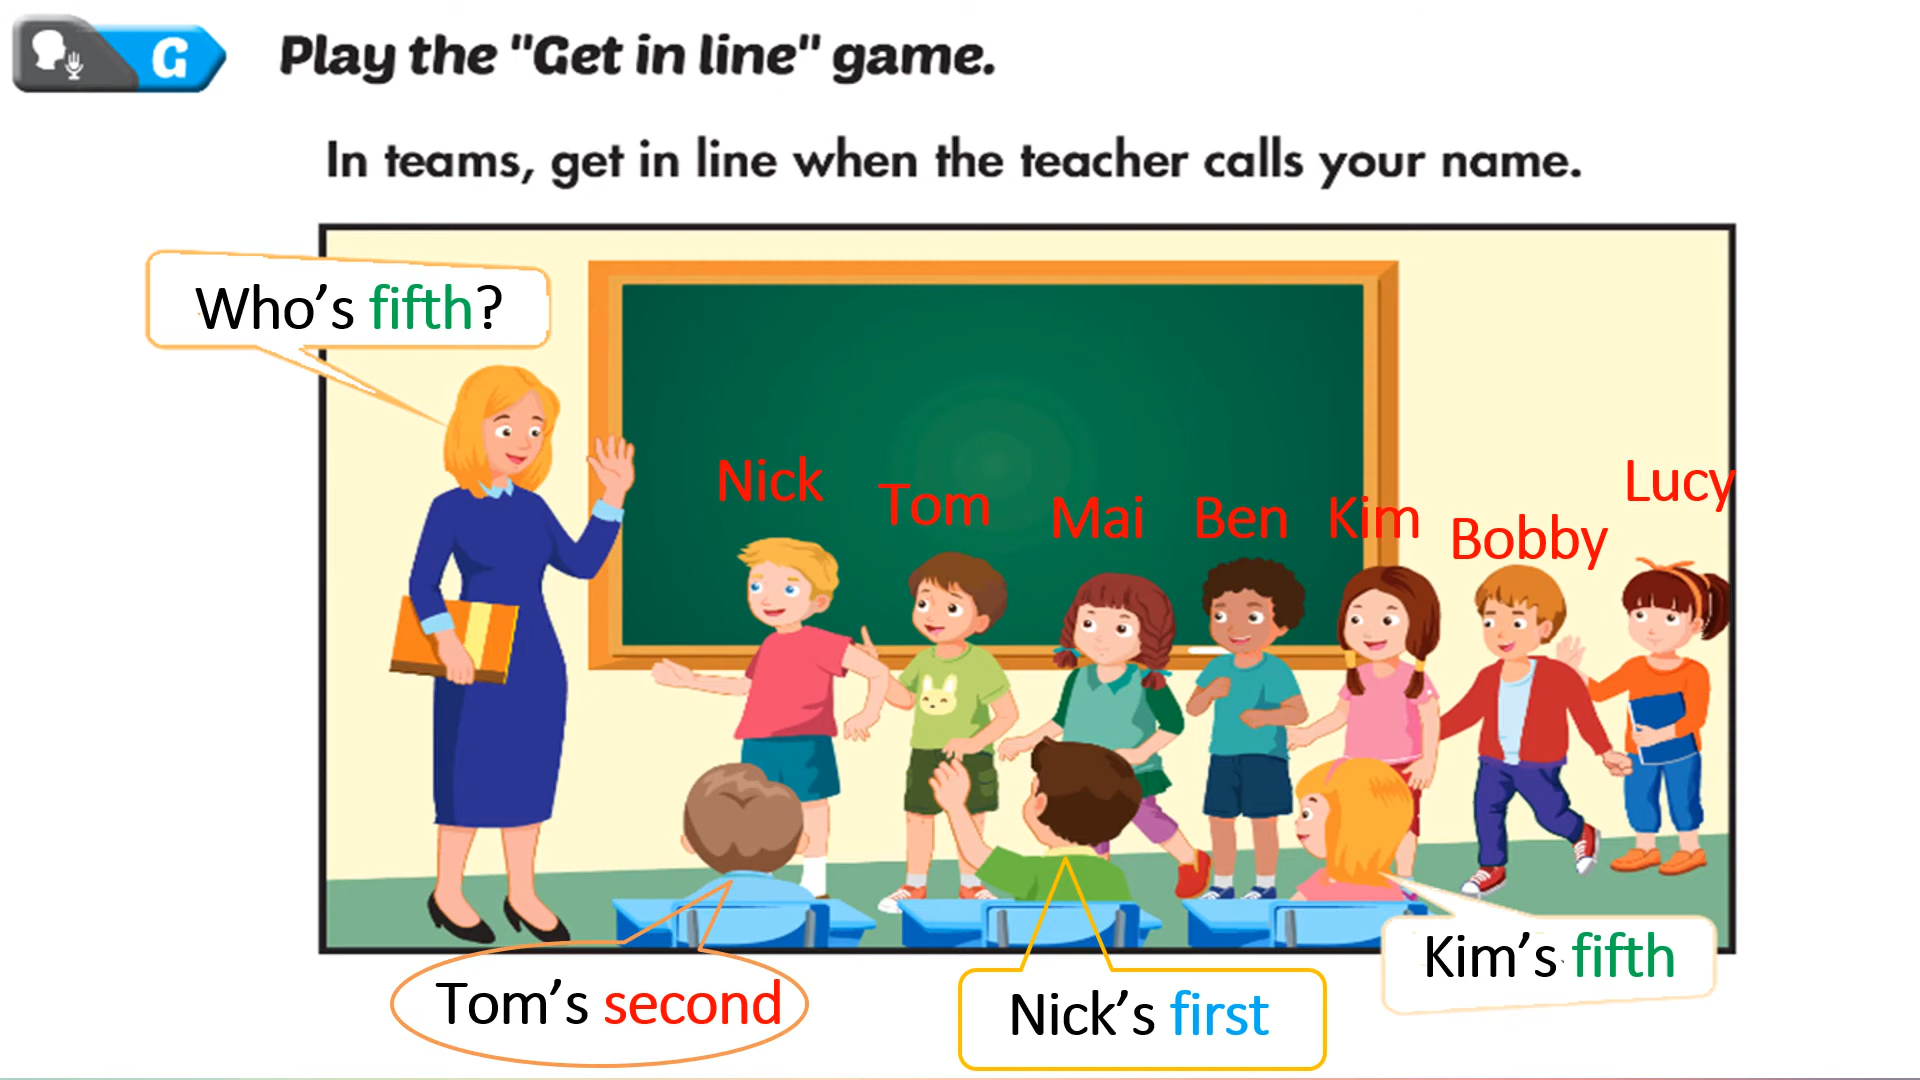 G Play the "Get in line" game.
In teams, get in line when the teacher calls your name.
Who's fifth?
Nick Tom Mai Ben Kim Bobby Lucy
Tom's second
Nick's first
Kim's fifth